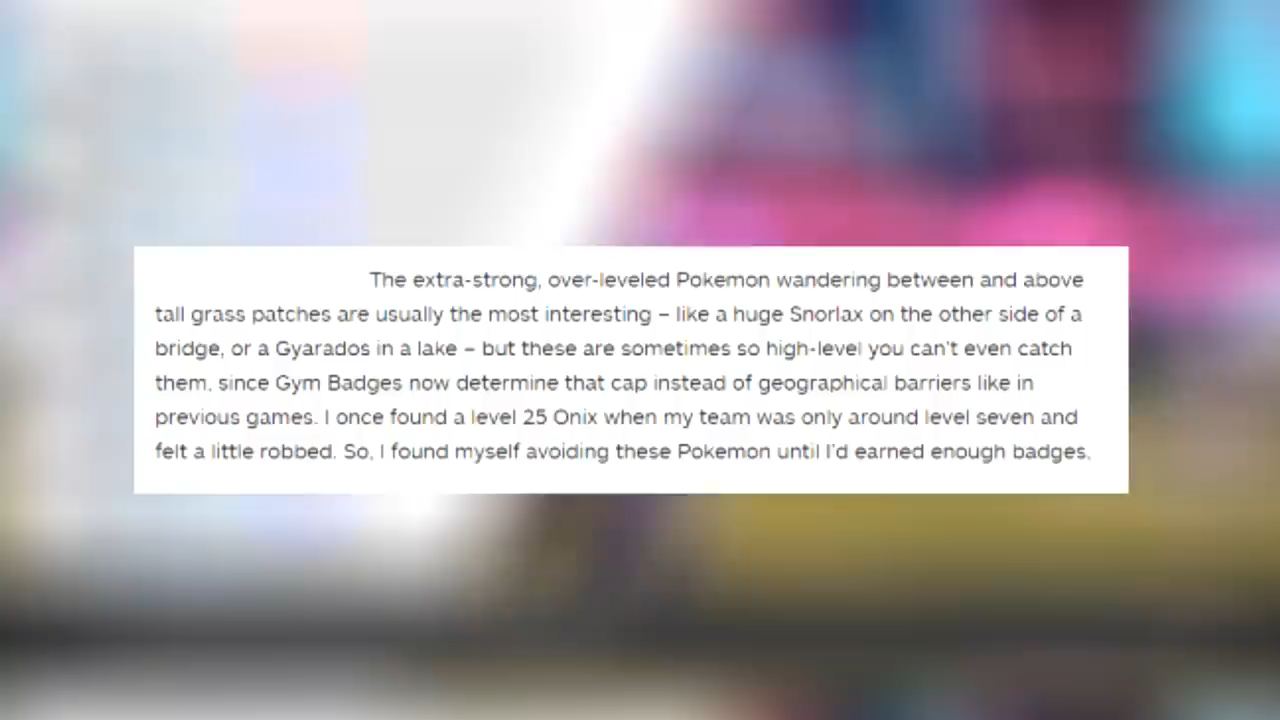 The extra-strong, over-leveled Pokemon wandering between and above
tall grass patches are usually the most interesting – like a huge Snorlax on the other side of a
bridge, or a Gyarados in a lake – but these are sometimes so high-level you can't even catch
them, since Gym Badges now determine that cap instead of geographical barriers like in
previous games. I once found a level 25 Onix when my team was only around level seven and
felt a little robbed. So, I found myself avoiding these Pokemon until I'd earned enough badges,